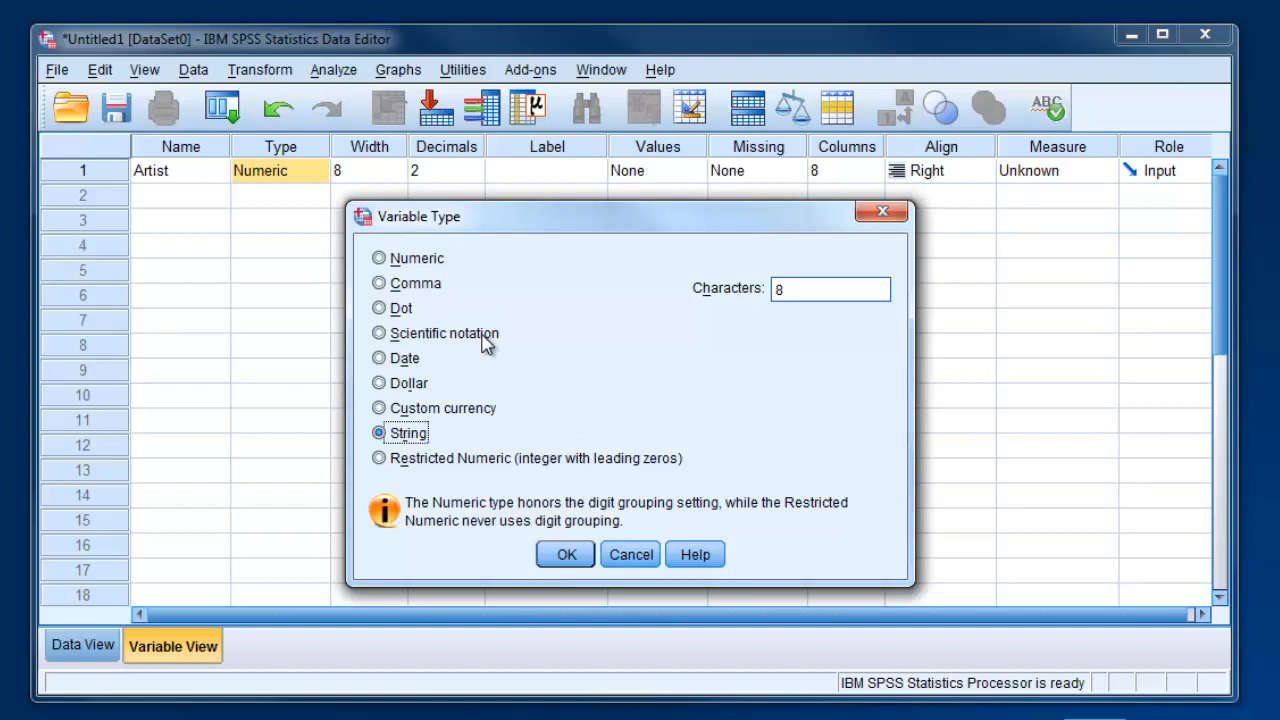 *Untitled1 [DataSet0] - IBM SPSS Statistics Data Editor
File Edit View Data Transform Analyze Graphs Utilities Add-ons Window Help
A
1
a
μ
ABC
Name Type Width Decimals Label Values Missing Columns Align Measure Role
1 Artist Numeric 8 2 None None 8 Right Unknown Input
2
3
4
5
6
7
8
9
10
11
12
13
14
15
16
17
18
Variable Type
Numeric
Comma
Dot
Scientific notation
Date
Dollar
Custom currency
String
Restricted Numeric (integer with leading zeros)
Characters: 8
The Numeric type honors the digit grouping setting, while the Restricted
Numeric never uses digit grouping.
OK Cancel Help
Data View Variable View
IBM SPSS Statistics Processor is ready